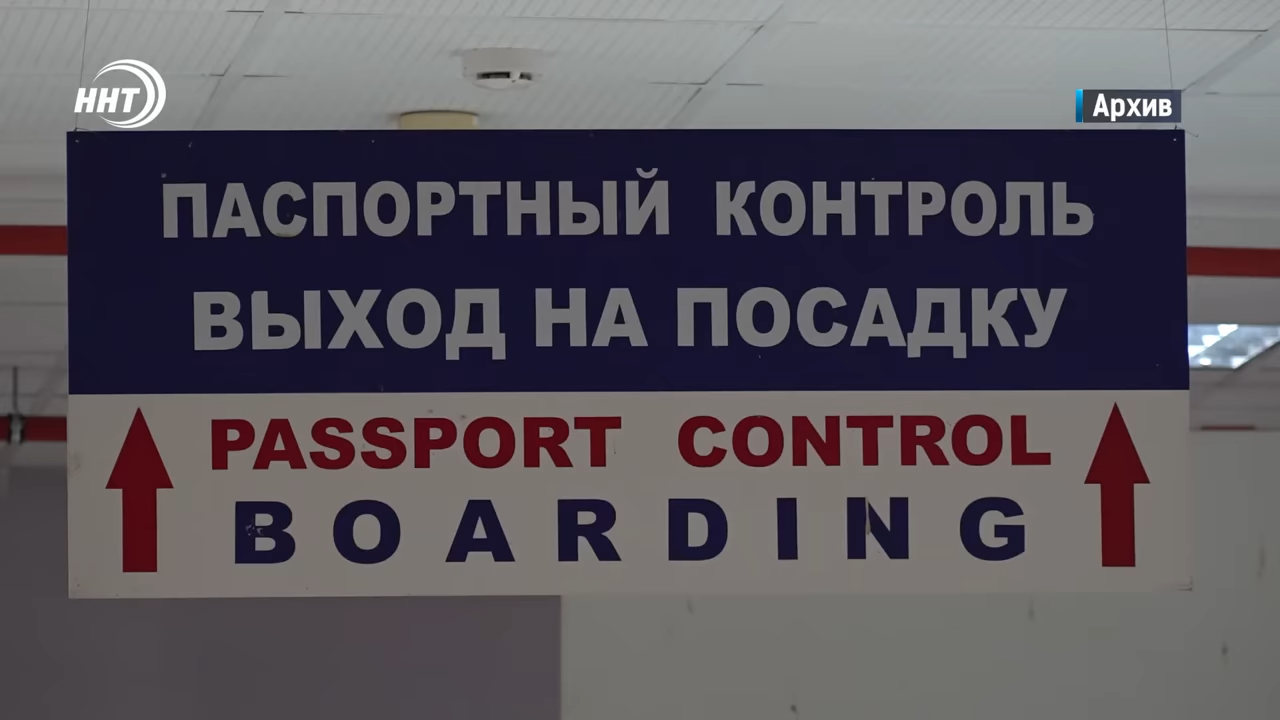 ННТ
Архив
ПАСПОРТНЫЙ КОНТРОЛЬ
ВЫХОД НА ПОСАДКУ
PASSPORT CONTROL
BOARDING